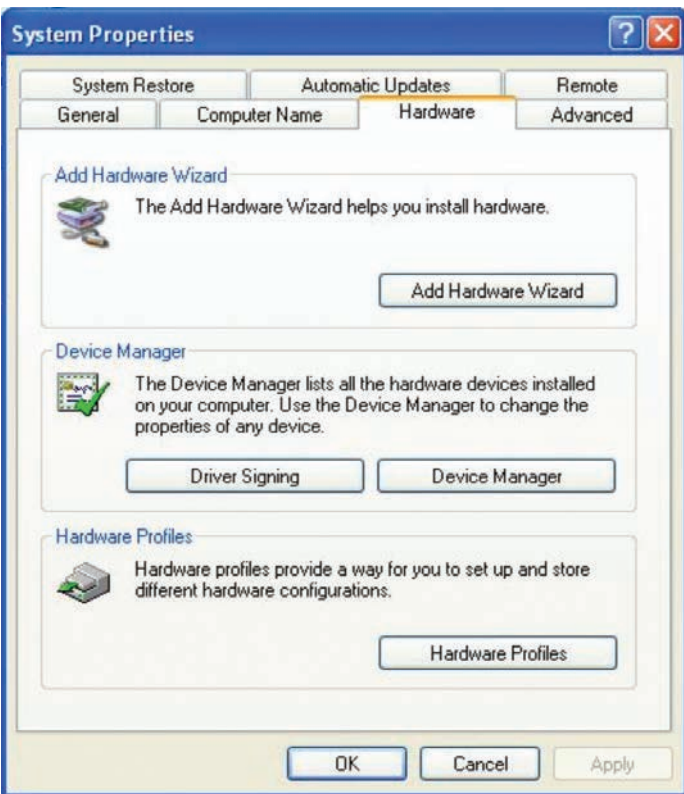 System Properties
System Restore Automatic Updates Remote
General Computer Name Hardware Advanced
Add Hardware Wizard
The Add Hardware Wizard helps you install hardware.
Add Hardware Wizard
Device Manager
The Device Manager lists all the hardware devices installed
on your computer. Use the Device Manager to change the
properties of any device.
Driver Signing Device Manager
Hardware Profiles
Hardware profiles provide a way for you to set up and store
different hardware configurations.
Hardware Profiles
OK Cancel Apply